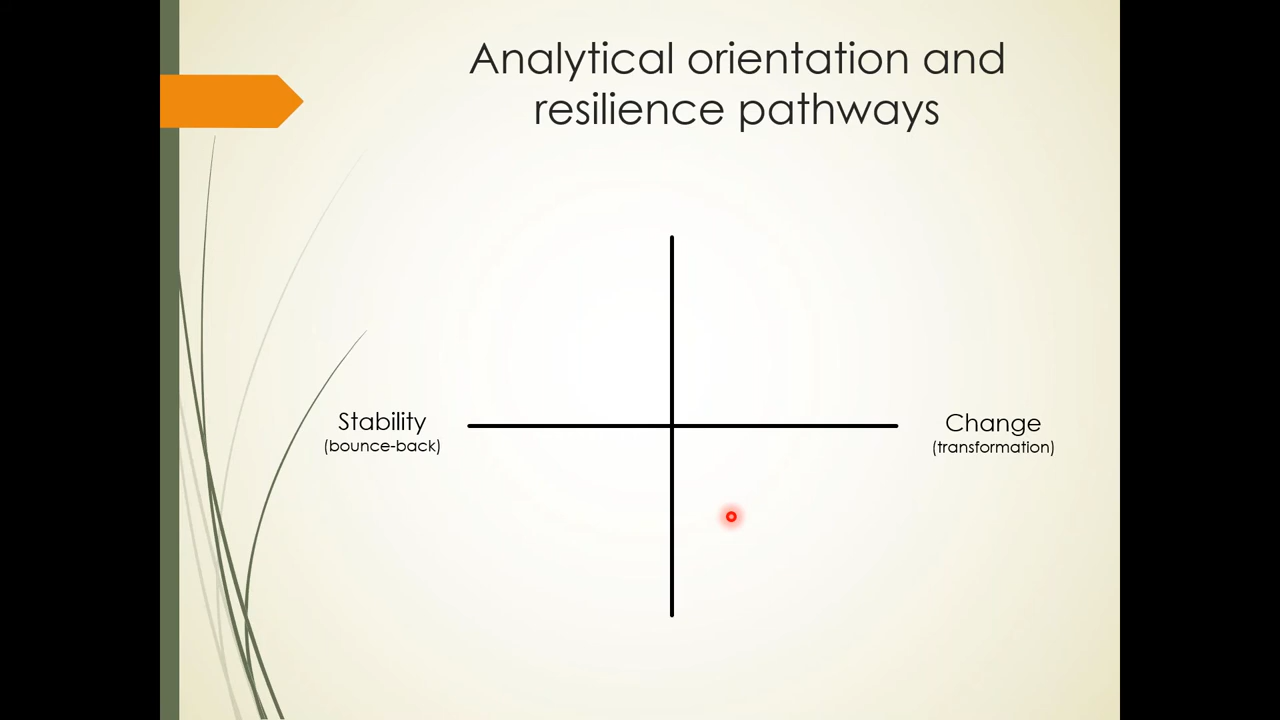 Analytical orientation and
resilience pathways
Stability
(bounce-back)
Change
(transformation)